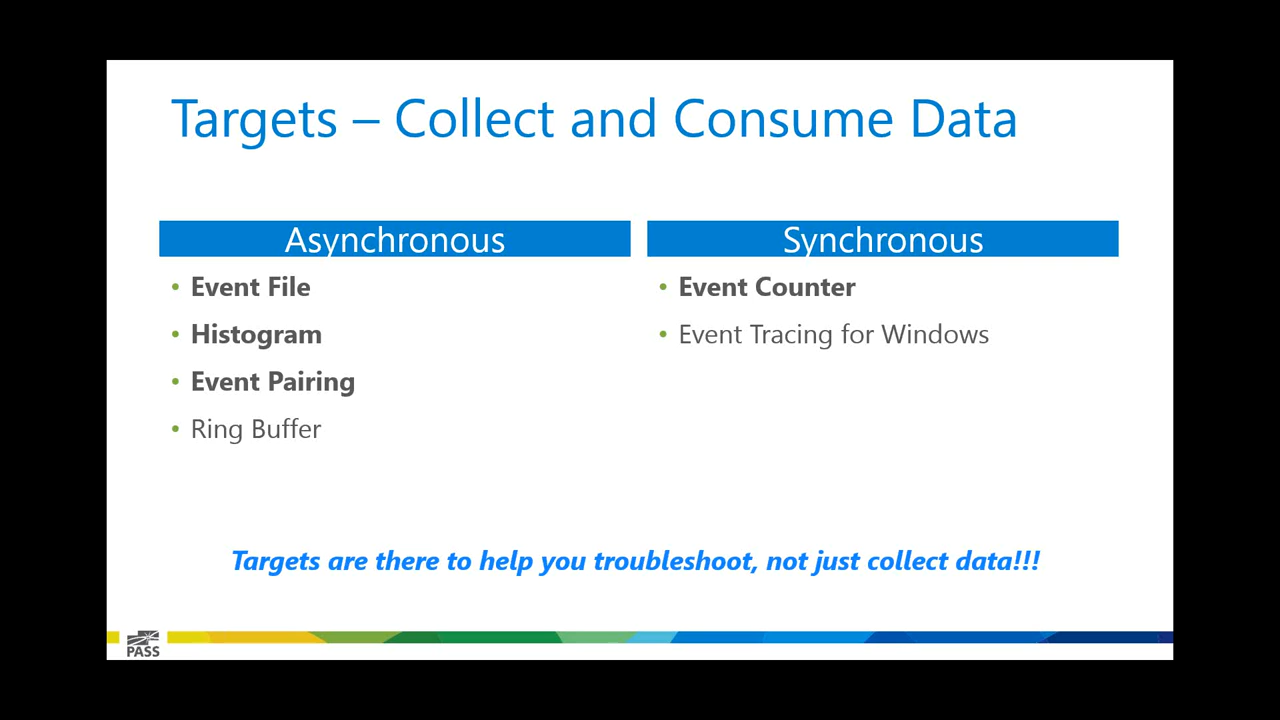 Targets – Collect and Consume Data
Asynchronous
• Event File
• Histogram
• Event Pairing
• Ring Buffer
Synchronous
• Event Counter
• Event Tracing for Windows
Targets are there to help you troubleshoot, not just collect data!!!
PASS